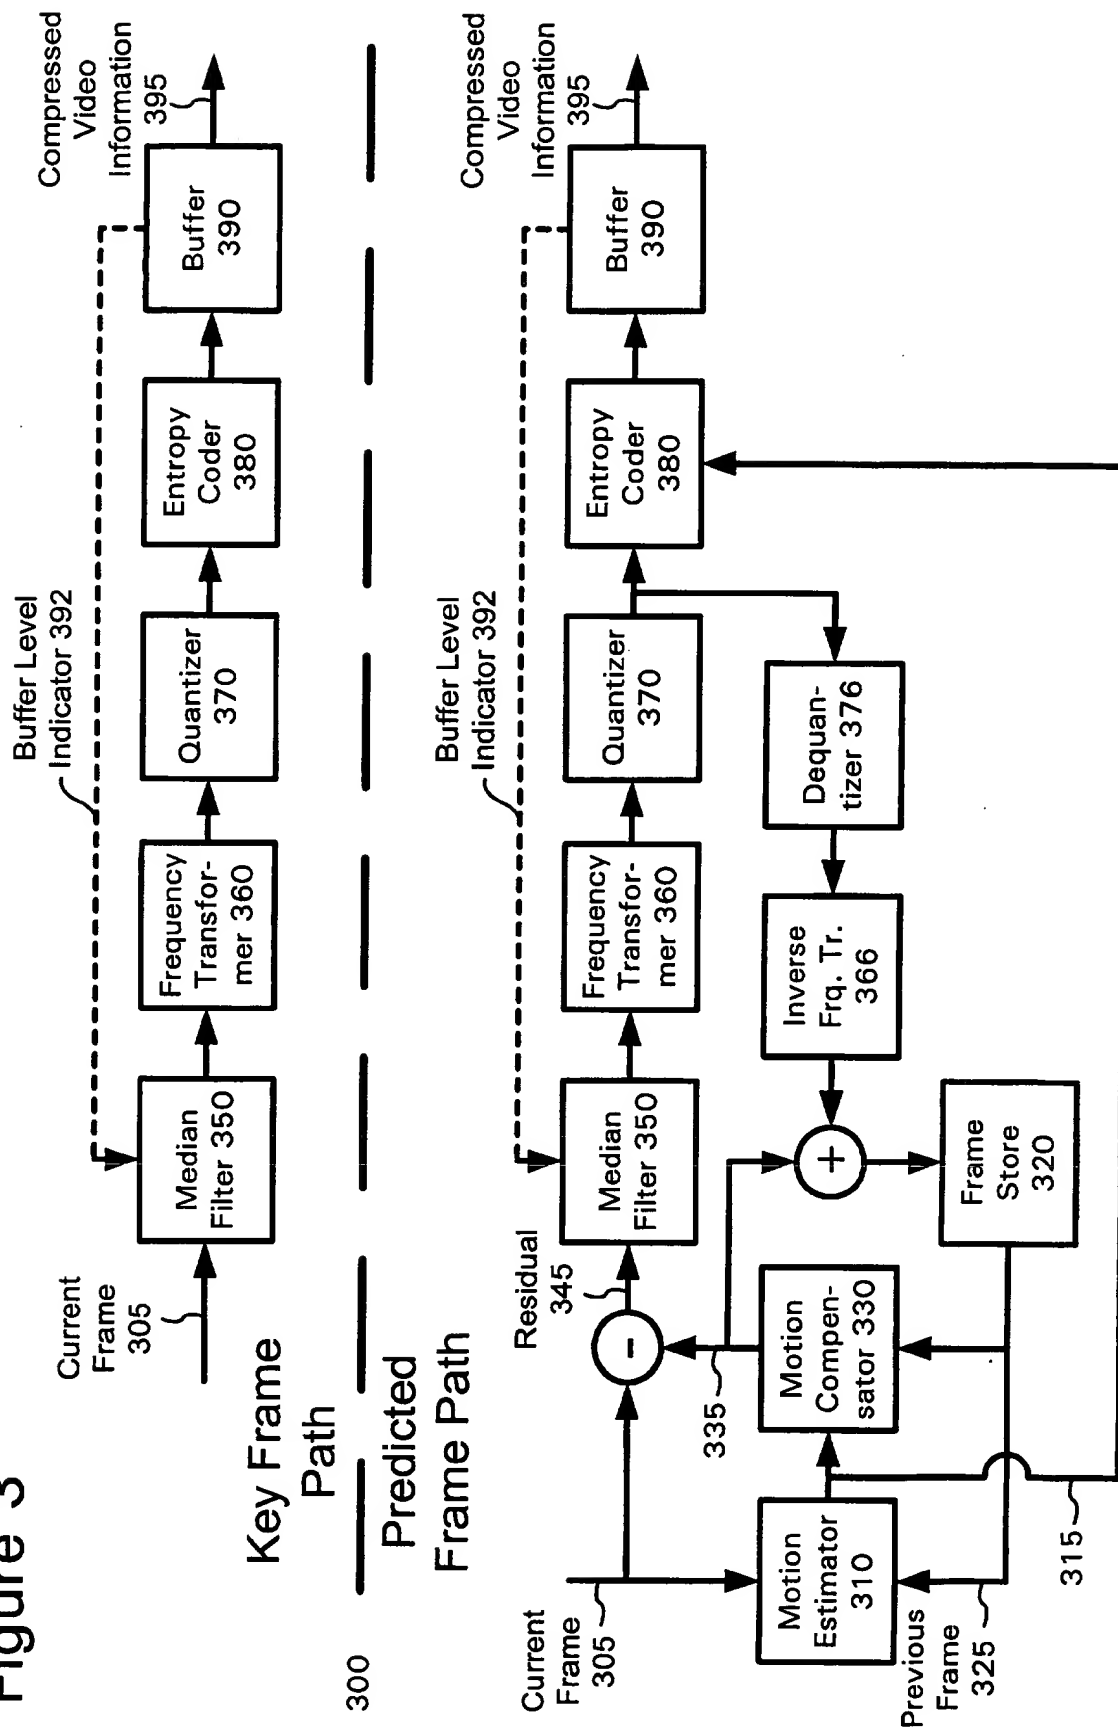 Figure 3
300
Key Frame
Path
Current
Frame
305
Median
Filter 350
Frequency
Transfor-
mer 360
Quantizer
370
Entropy
Coder
380
Buffer
390
Buffer Level
Indicator 392
Compressed
Video
Information
395
Predicted
Frame Path
Current
Frame
305
Residual
345
335
Median
Filter 350
Frequency
Transfor-
mer 360
Quantizer
370
Entropy
Coder
380
Buffer
390
Buffer Level
Indicator 392
Compressed
Video
Information
395
-
+
Motion
Estimator
310
Motion
Compen-
sator 330
Inverse
Frq. Tr.
366
Dequan-
tizer 376
Frame
Store
320
Previous
Frame
325
315